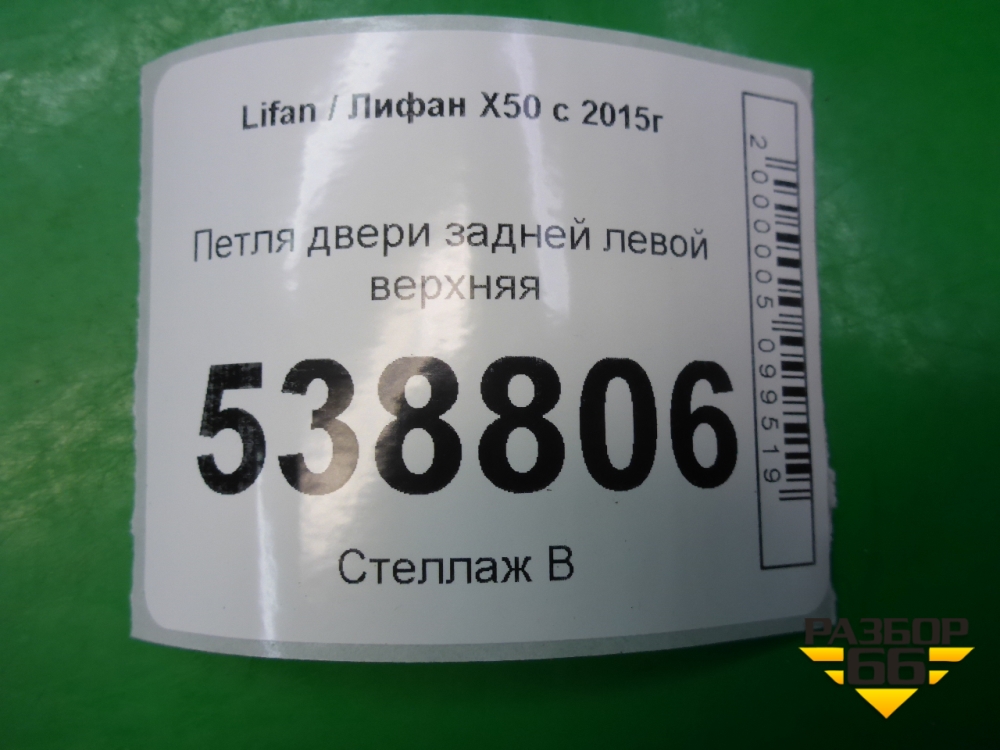 Lifan / Лифан X50 с 2015г
Петля двери задней левой
верхняя
538806
Стеллаж В
2000005099519
РАЗБОР
66